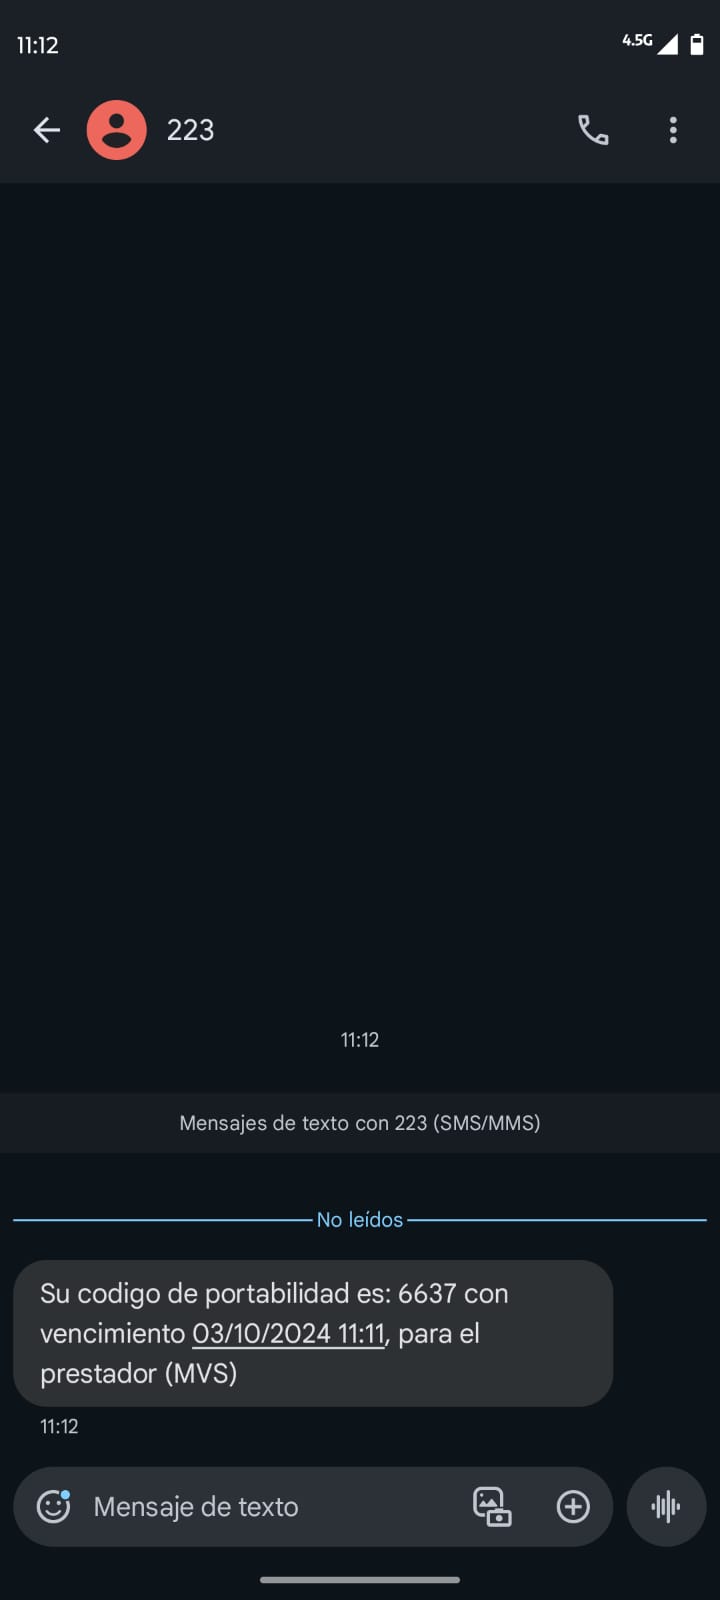 11:12
4.5G
223
11:12
Mensajes de texto con 223 (SMS/MMS)
No leídos
Su codigo de portabilidad es: 6637 con
vencimiento 03/10/2024 11:11, para el
prestador (MVS)
11:12
Mensaje de texto